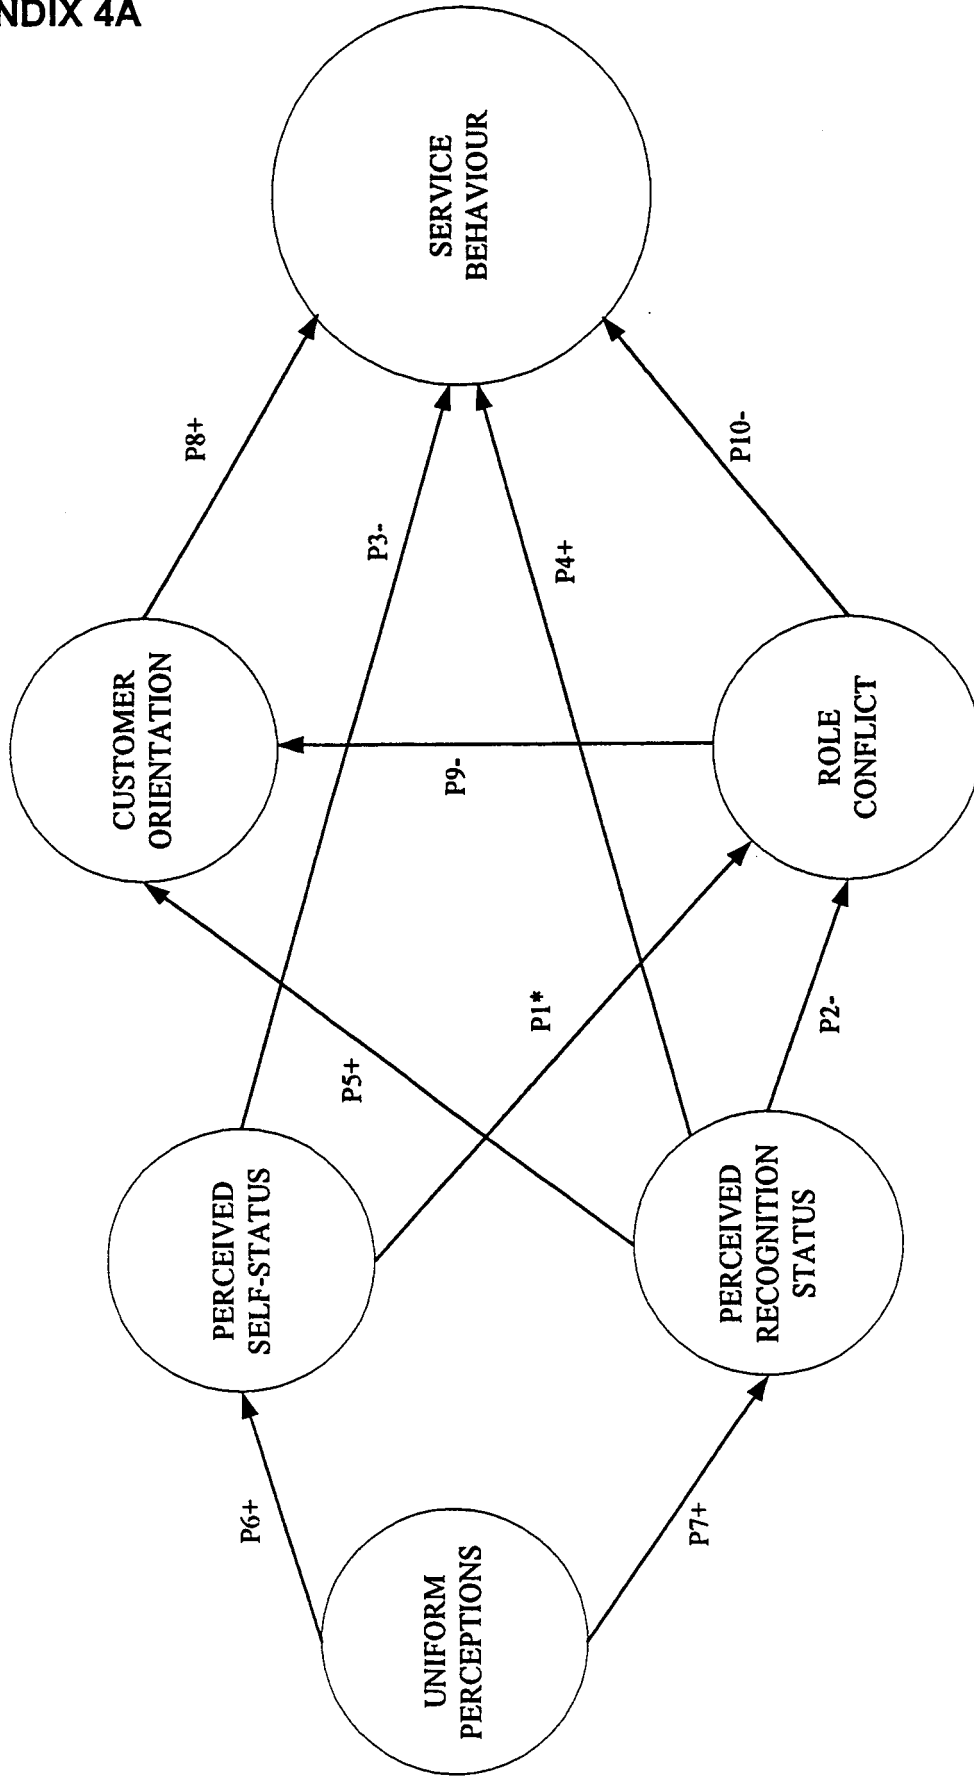 NDIX 4A
SERVICE
BEHAVIOUR
P8+
P3-
P4+
P10-
CUSTOMER
ORIENTATION
P9-
ROLE
CONFLICT
P5+
P1*
P2-
PERCEIVED
SELF-STATUS
PERCEIVED
RECOGNITION
STATUS
P6+
P7+
UNIFORM
PERCEPTIONS